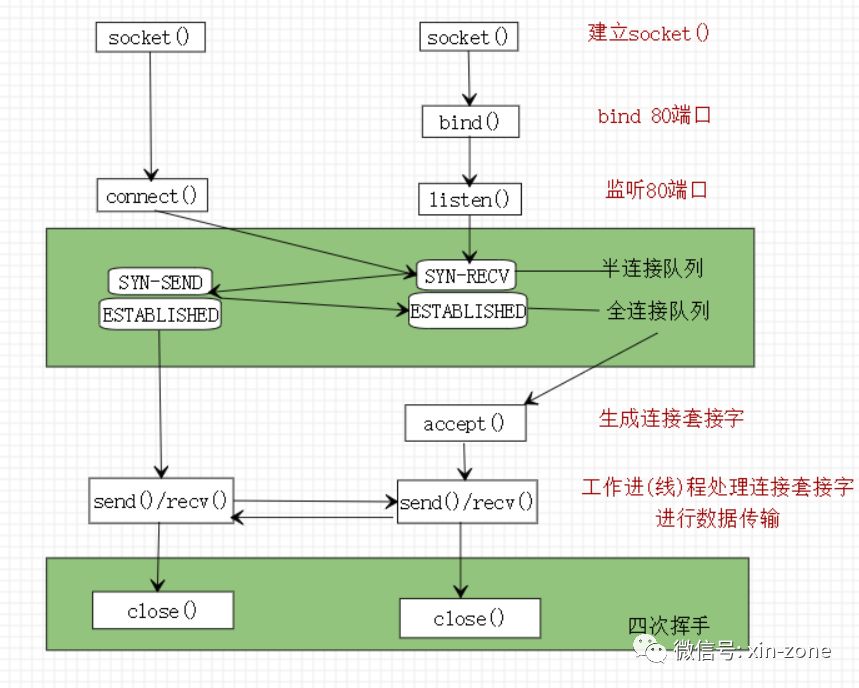 socket()
socket()
建立socket()
bind()
bind 80端口
connect()
listen()
监听80端口
SYN-SEND
SYN-RECV
半连接队列
ESTABLISHED
ESTABLISHED
全连接队列
accept()
生成连接套接字
send()/recv()
send()/recv()
工作进(线)程处理连接套接字
进行数据传输
close()
close()
四次挥手
微信号: xin-zone